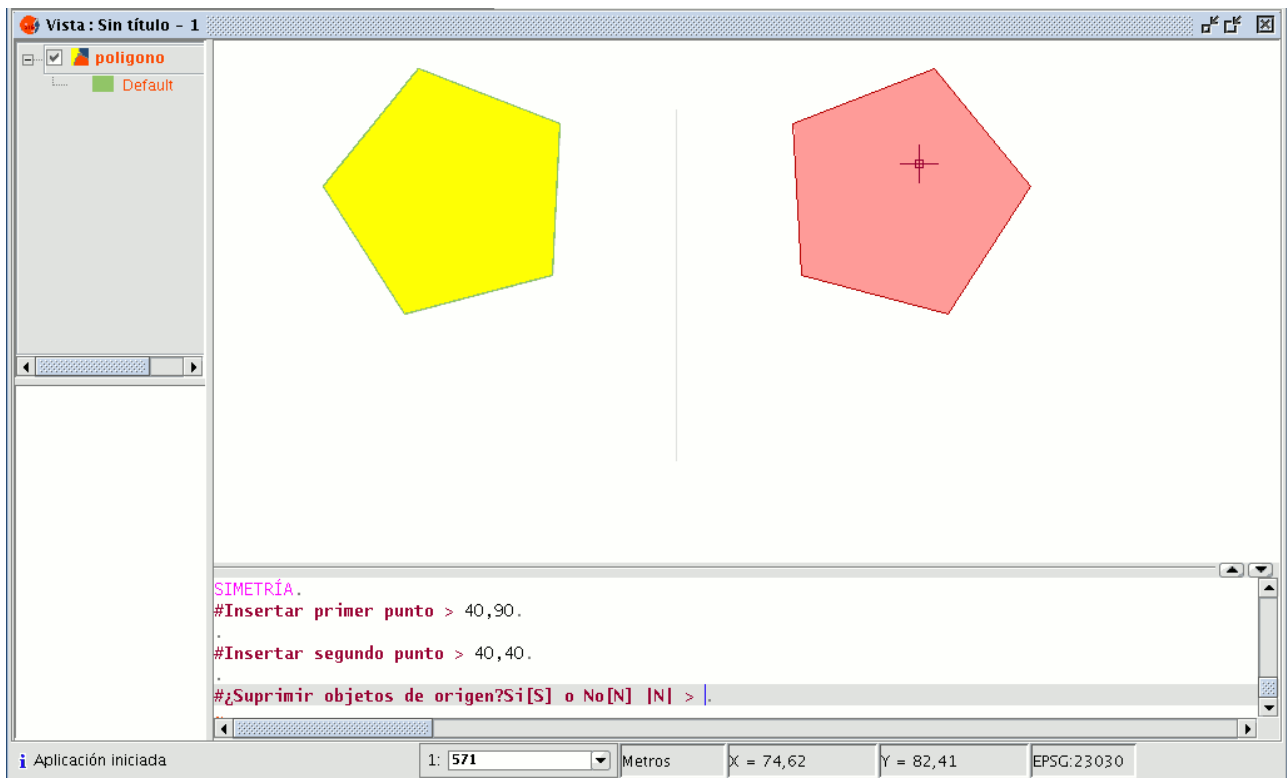 Vista : Sin título - 1
poligono
Default
SIMETRÍA.
#Insertar primer punto > 40,90.
.
#Insertar segundo punto > 40,40.
.
#¿Suprimir objetos de origen?Si[S] o No[N] |N| > .
Aplicación iniciada
1: 571
Metros
X = 74,62
Y = 82,41
EPSG:23030